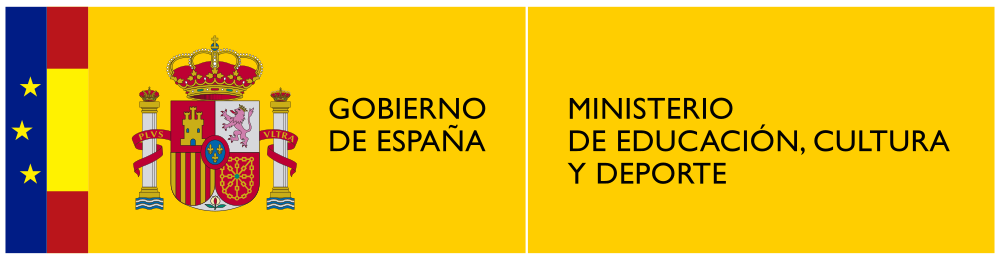 PLVS VLTRA
GOBIERNO
DE ESPAÑA
MINISTERIO
DE EDUCACIÓN, CULTURA
Y DEPORTE